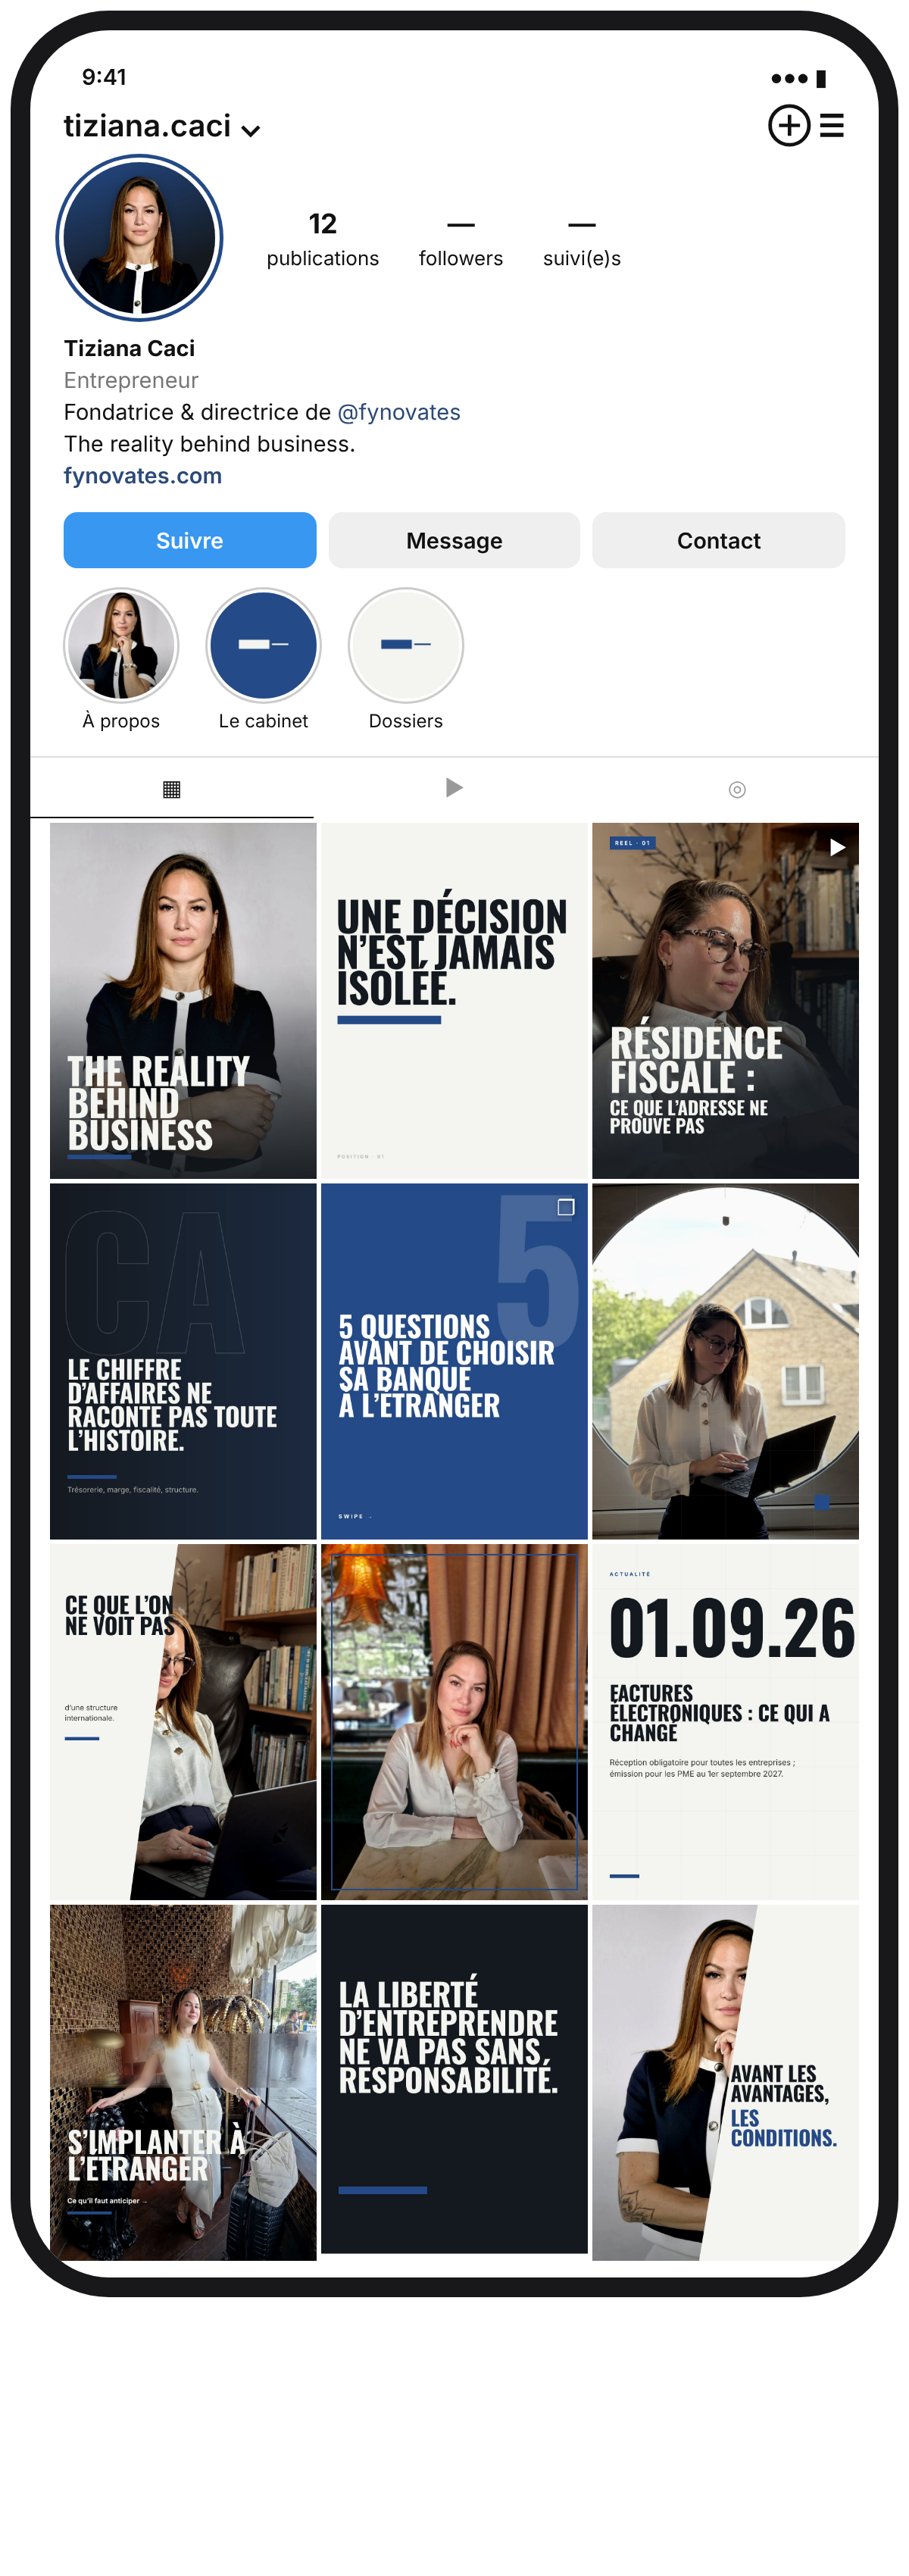 9:41
tiziana.caci
12
—
—
publications
followers
suivi(e)s
Tiziana Caci
Entrepreneur
Fondatrice & directrice de @fynovates
The reality behind business.
fynovates.com
Suivre
Message
Contact
À propos
Le cabinet
Dossiers
THE REALITY
BEHIND
BUSINESS
UNE DÉCISION
N'EST JAMAIS
ISOLÉE.
POSITION · 01
REEL · 01
RÉSIDENCE
FISCALE :
CE QUE L'ADRESSE NE
PROUVE PAS
CA
LE CHIFFRE
D'AFFAIRES NE
RACONTE PAS TOUTE
L'HISTOIRE.
Trésorerie, marge, fiscalité, structure.
5
5 QUESTIONS
AVANT DE CHOISIR
SA BANQUE
À L'ÉTRANGER
SWIPE →
CE QUE L'ON
NE VOIT PAS
d'une structure
internationale.
ACTUALITÉ
01.09.26
FACTURES
ÉLECTRONIQUES : CE QUI A
CHANGÉ
Réception obligatoire pour toutes les entreprises ;
émission pour les PME au 1er septembre 2027.
S'IMPLANTER À
L'ÉTRANGER
Ce qu'il faut anticiper →
LA LIBERTÉ
D'ENTREPRENDRE
NE VA PAS SANS
RESPONSABILITÉ.
AVANT LES
AVANTAGES,
LES
CONDITIONS.